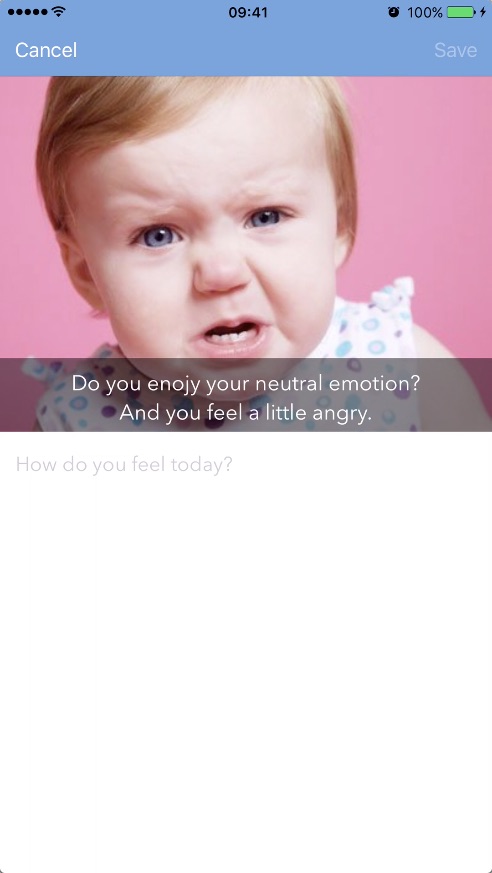 09:41
100%
Cancel
Save
Do you enojy your neutral emotion?
And you feel a little angry.
How do you feel today?